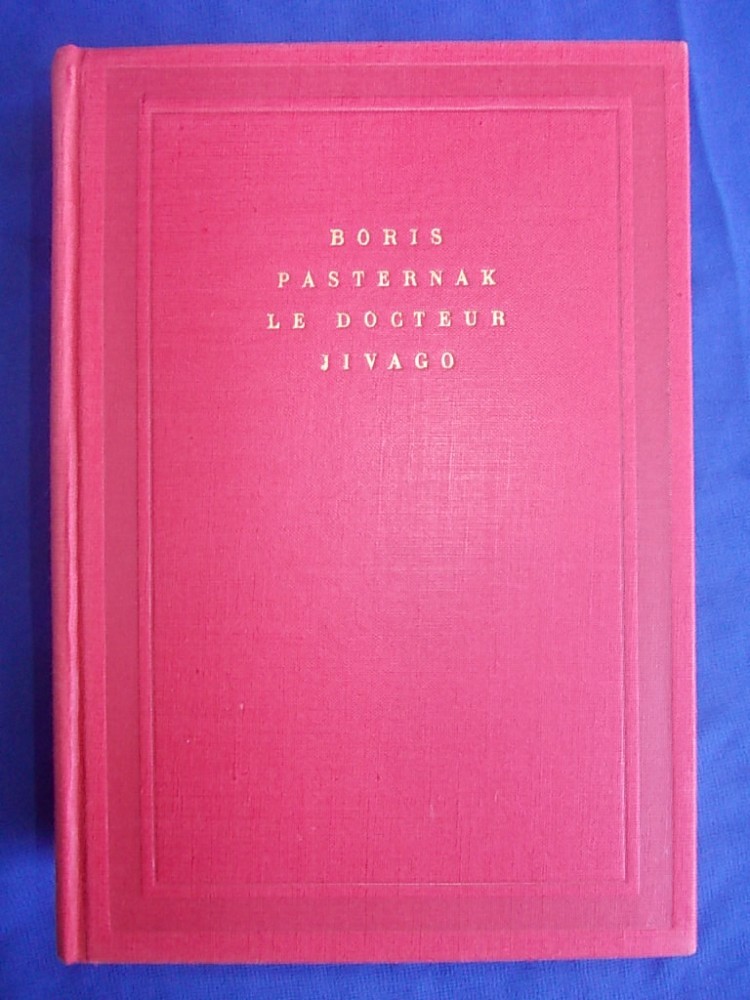 BORIS
PASTERNAK
LE DOCTEUR
JIVAGO